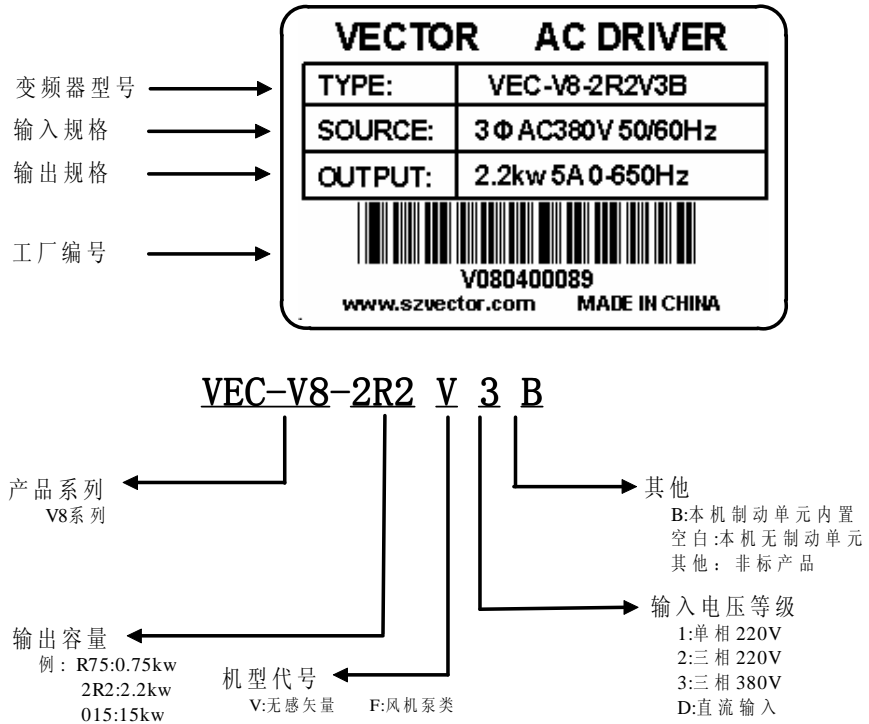 VECTOR AC DRIVER
变频器型号
TYPE: VEC-V8-2R2V3B
输入规格
SOURCE: 3Φ AC380V 50/60Hz
输出规格
OUTPUT: 2.2kw 5A 0-650Hz
工厂编号
V080400089
www.szvector.com MADE IN CHINA
VEC-V8-2R2 V 3 B
产品系列
V8系列
其他
B:本机制动单元内置
空白:本机无制动单元
其他：非标产品
输出容量
例：R75:0.75kw
2R2:2.2kw
015:15kw
机型代号
V:无感矢量 F:风机泵类
输入电压等级
1:单相220V
2:三相220V
3:三相380V
D:直流输入